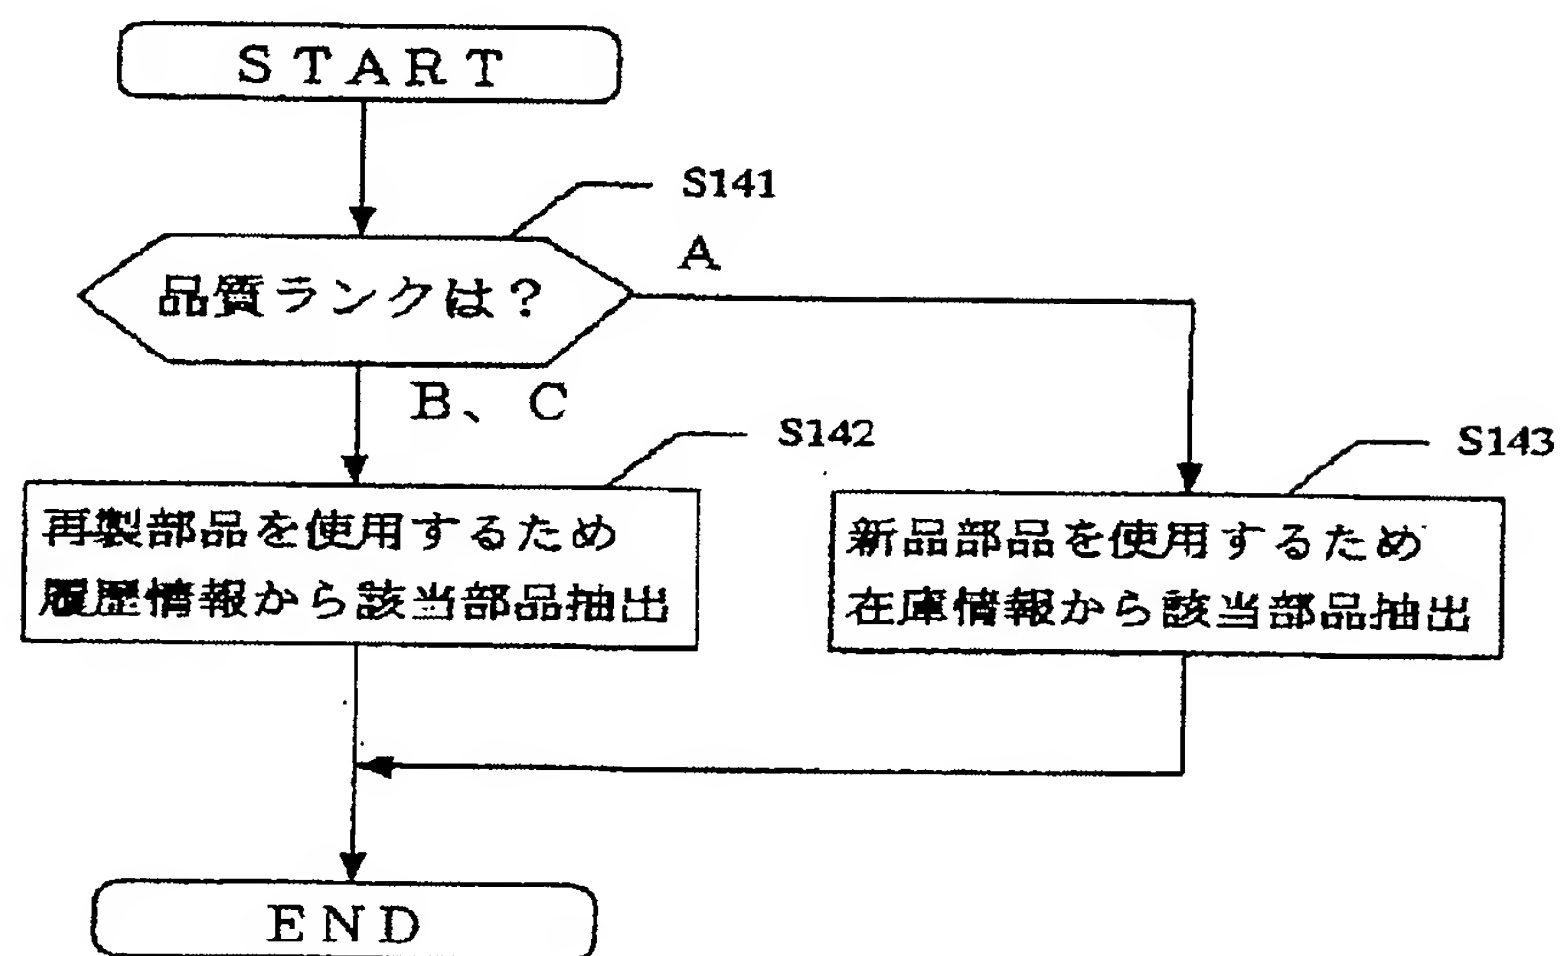 START
S141
品質ランクは?
A
B、C
S142
再製部品を使用するため
履歴情報から該当部品抽出
S143
新品部品を使用するため
在庫情報から該当部品抽出
END